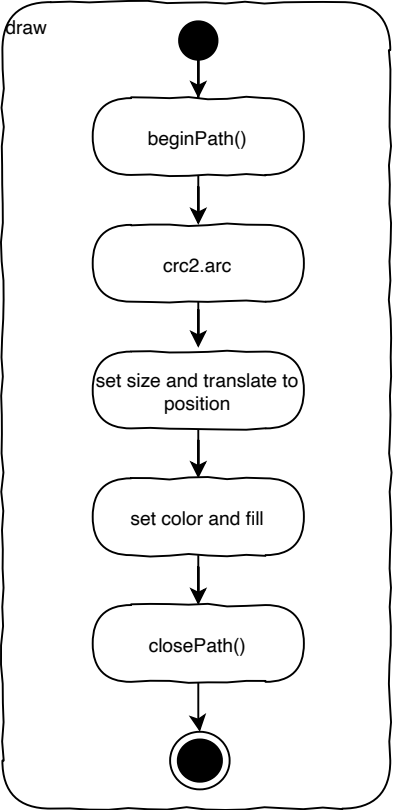 draw
beginPath()
crc2.arc
set size and translate to
position
set color and fill
closePath()